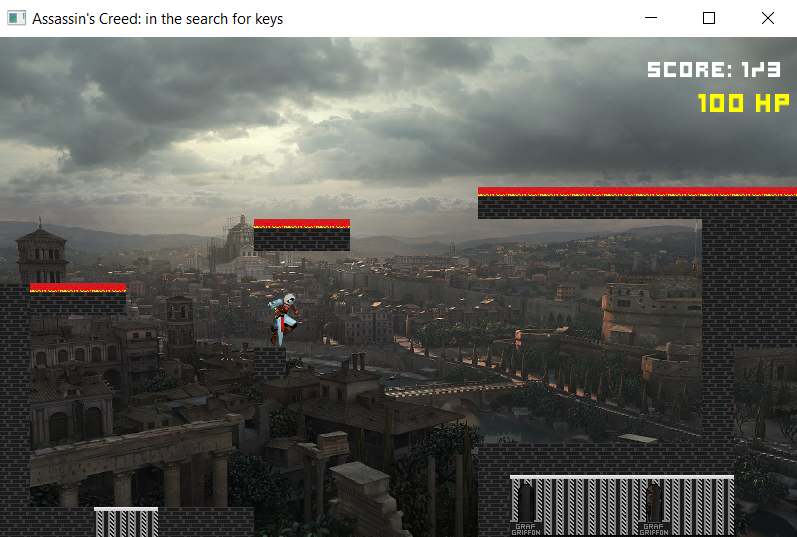 Assassin's Creed: in the search for keys
SCORE: 1/3
100 HP
GRAF
GRIFFON
GRAF
GRIFFON